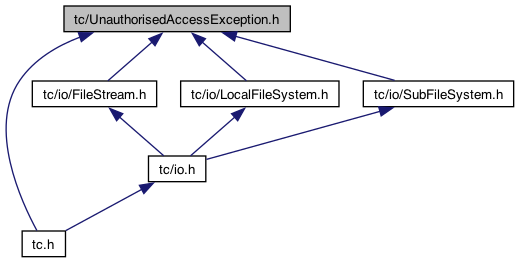 tc/UnauthorisedAccessException.h
tc/io/FileStream.h
tc/io/LocalFileSystem.h
tc/io/SubFileSystem.h
tc/io.h
tc.h